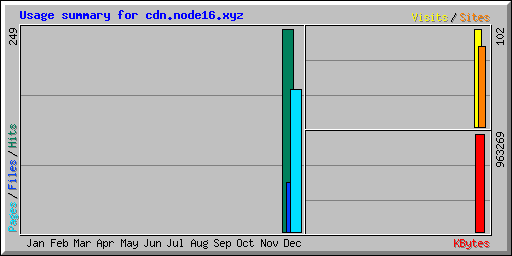 Usage summary for cdn.node16.xyz
Visits/Sites
249
102
Pages/Files/Hits
963269
Jan Feb Mar Apr May Jun Jul Aug Sep Oct Nov Dec
KBytes